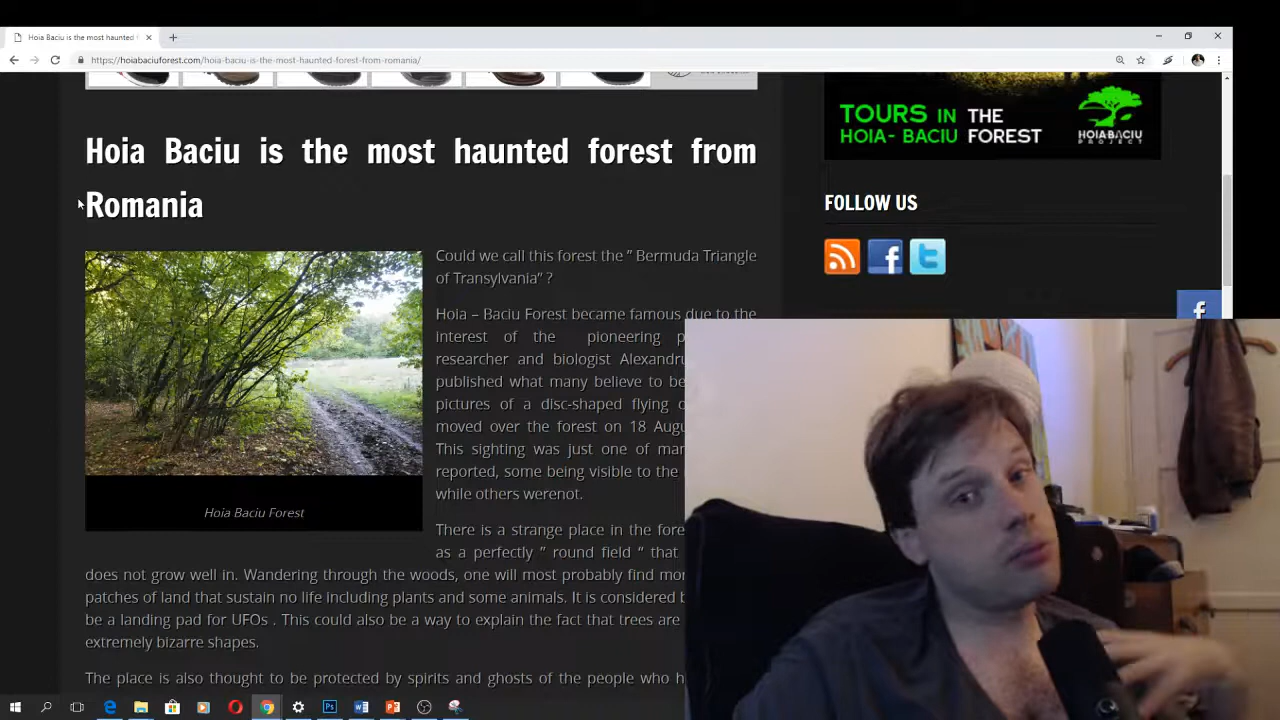 Hoia Baciu is the most haunted f
https://hoiabaciuforest.com/hoia-baciu-is-the-most-haunted-forest-from-romania/
Hoia Baciu is the most haunted forest from
Romania
Could we call this forest the " Bermuda Triangle
of Transylvania" ?
Hoia – Baciu Forest became famous due to the
interest of the pioneering p
researcher and biologist Alexandru
published what many believe to be
pictures of a disc-shaped flying o
moved over the forest on 18 Augu
This sighting was just one of man
reported, some being visible to the
while others werenot.
There is a strange place in the fore
as a perfectly " round field " that
does not grow well in. Wandering through the woods, one will most probably find mor
patches of land that sustain no life including plants and some animals. It is considered b
be a landing pad for UFOs . This could also be a way to explain the fact that trees are
extremely bizarre shapes.
The place is also thought to be protected by spirits and ghosts of the people who h
Hoia Baciu Forest
TOURS IN THE
HOIA- BACIU FOREST
HOIABACIU
PROJECT
FOLLOW US